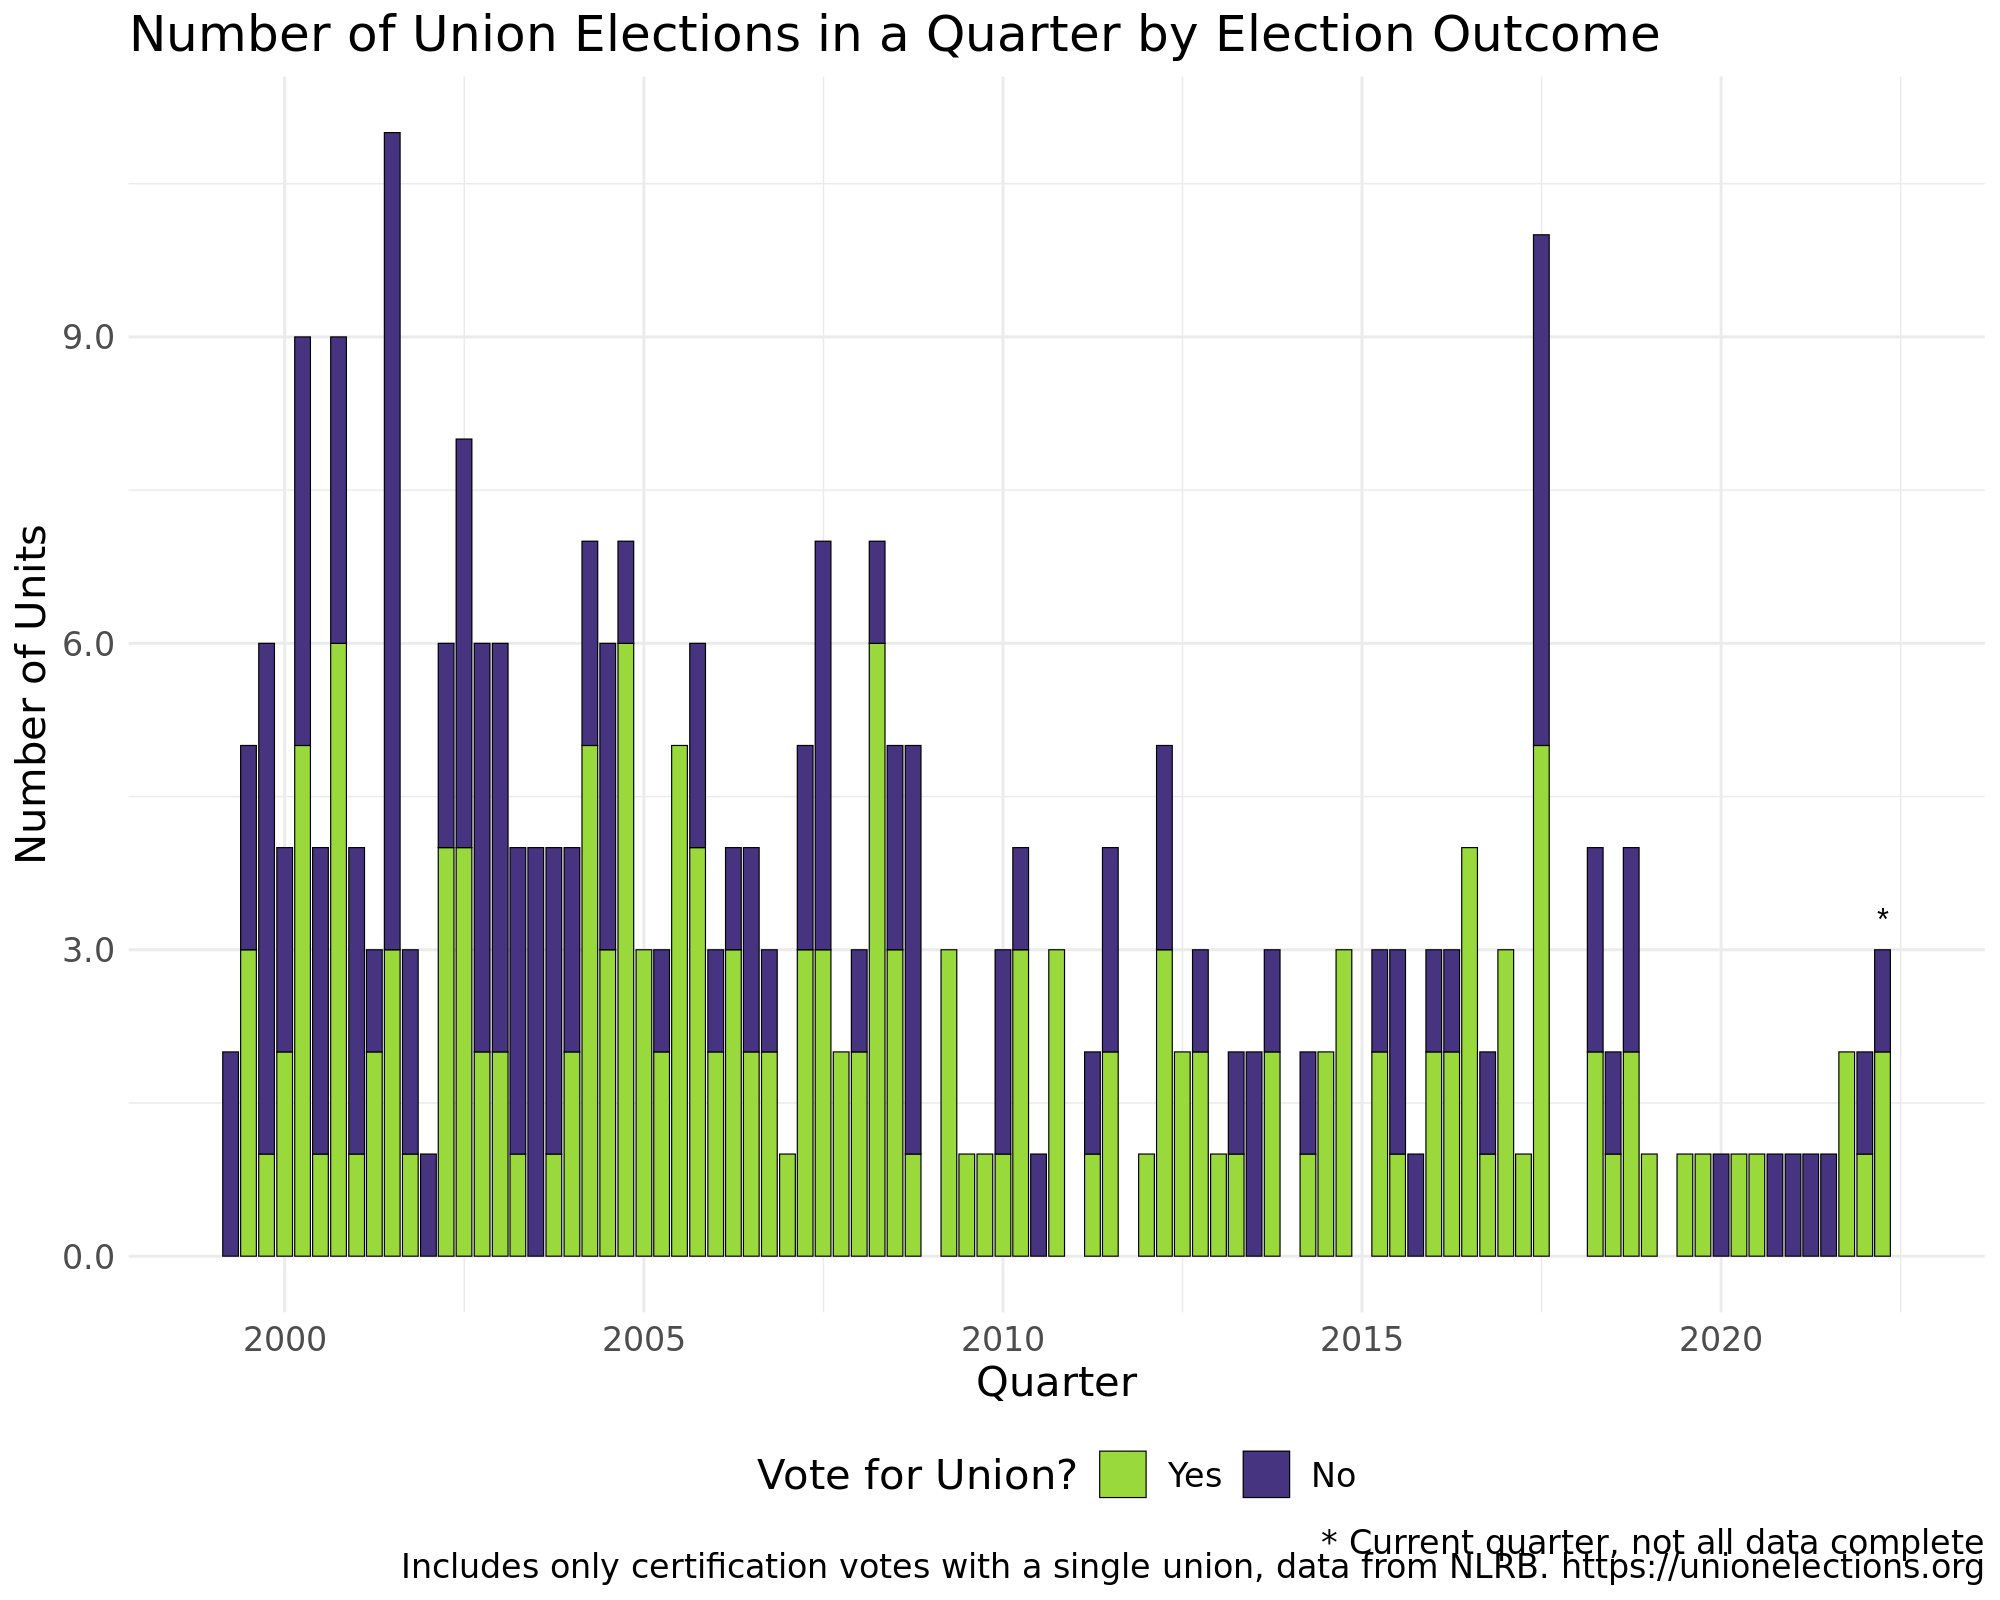 Number of Union Elections in a Quarter by Election Outcome
Number of Units
9.0
6.0
3.0
0.0
*
2000 2005 2010 2015 2020
Quarter
Vote for Union? Yes No
* Current quarter, not all data complete
Includes only certification votes with a single union, data from NLRB. https://unionelections.org